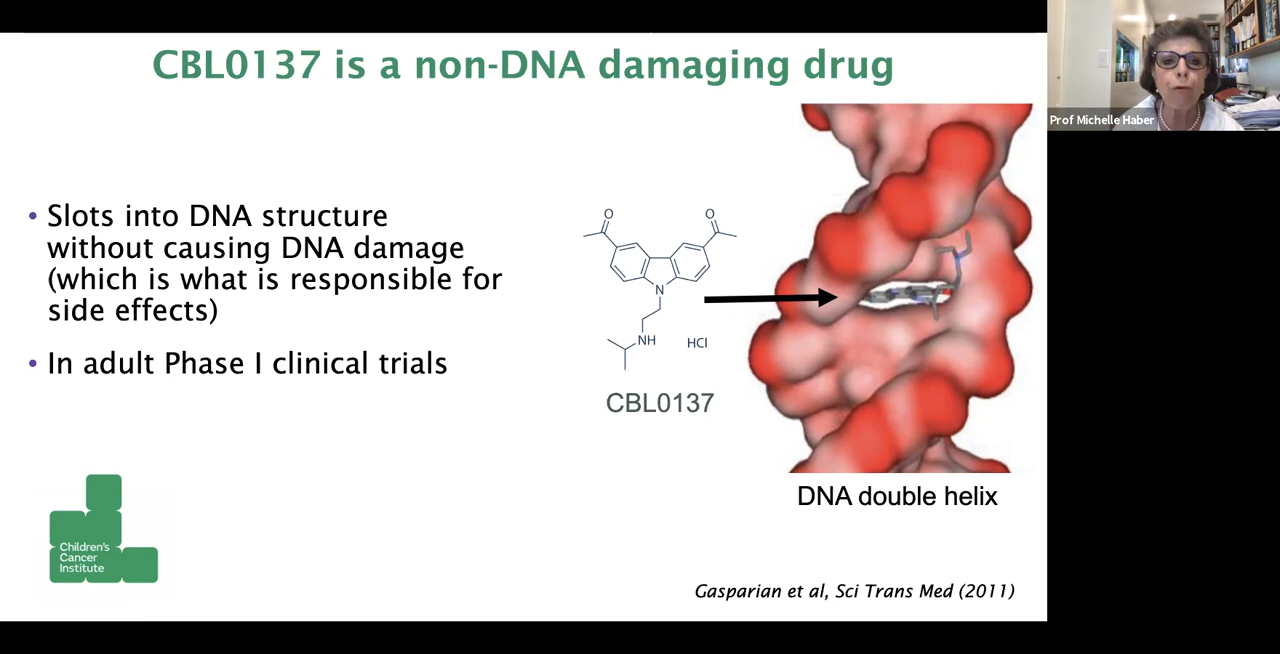 CBL0137 is a non-DNA damaging drug
Prof Michelle Haber
• Slots into DNA structure
without causing DNA damage
(which is what is responsible for
side effects)
• In adult Phase I clinical trials
O
O
N
NH
HCl
CBL0137
DNA double helix
Children's
Cancer
Institute
Gasparian et al, Sci Trans Med (2011)